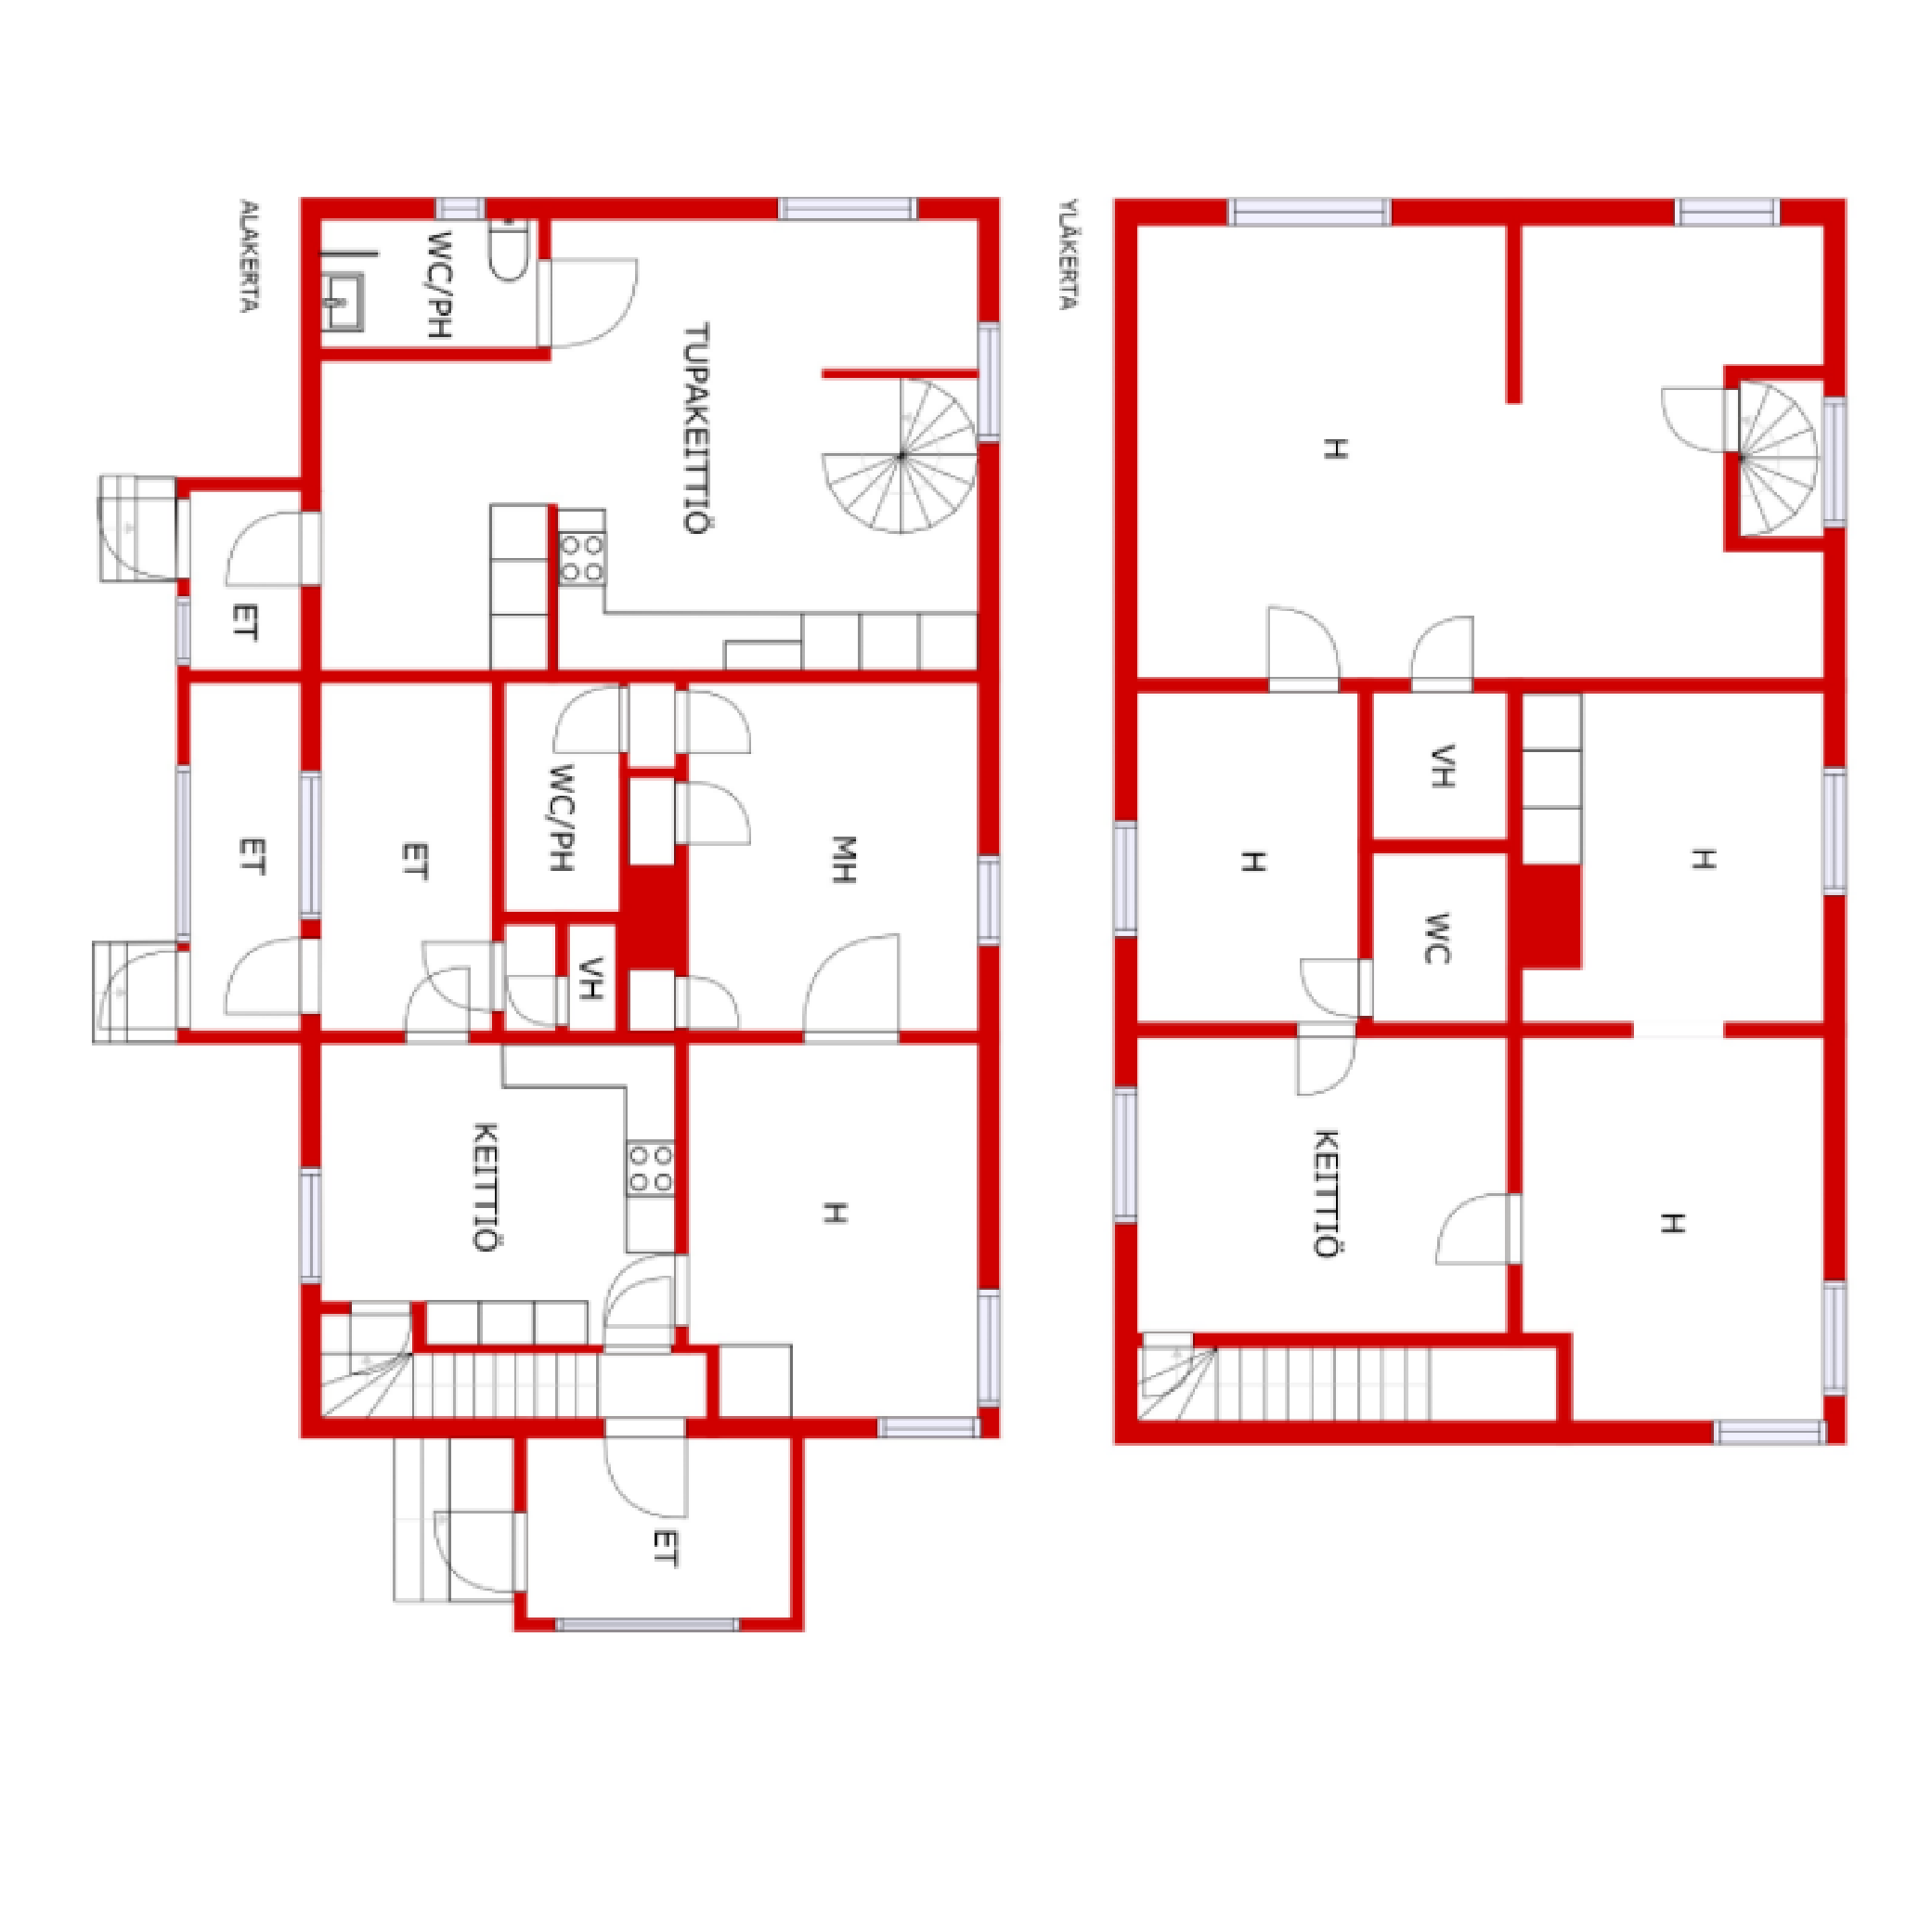 ALAKERTA
WC/PH
TUPAKEITTIÖ
ET
ET
ET
WC/PH
VH
MH
KEITTIÖ
H
ET
YLÄKERTA
H
H
VH
WC
H
KEITTIÖ
H